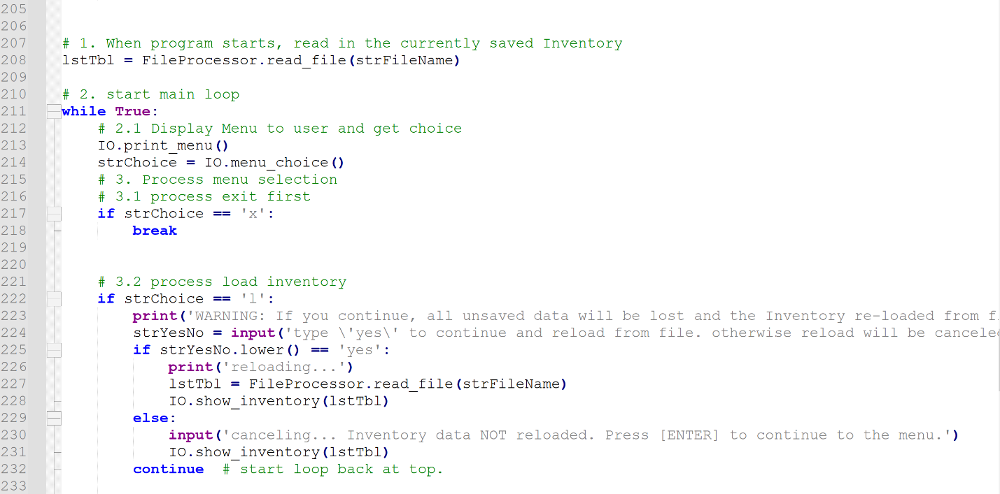 205
206
207 # 1. When program starts, read in the currently saved Inventory
208 lstTbl = FileProcessor.read_file(strFileName)
209
210 # 2. start main loop
211 while True:
212     # 2.1 Display Menu to user and get choice
213     IO.print_menu()
214     strChoice = IO.menu_choice()
215     # 3. Process menu selection
216     # 3.1 process exit first
217     if strChoice == 'x':
218         break
219
220
221     # 3.2 process load inventory
222     if strChoice == 'l':
223         print('WARNING: If you continue, all unsaved data will be lost and the Inventory re-loaded from f
224         strYesNo = input('type \'yes\' to continue and reload from file. otherwise reload will be cancele
225         if strYesNo.lower() == 'yes':
226             print('reloading...')
227             lstTbl = FileProcessor.read_file(strFileName)
228             IO.show_inventory(lstTbl)
229         else:
230             input('canceling... Inventory data NOT reloaded. Press [ENTER] to continue to the menu.')
231             IO.show_inventory(lstTbl)
232         continue  # start loop back at top.
233